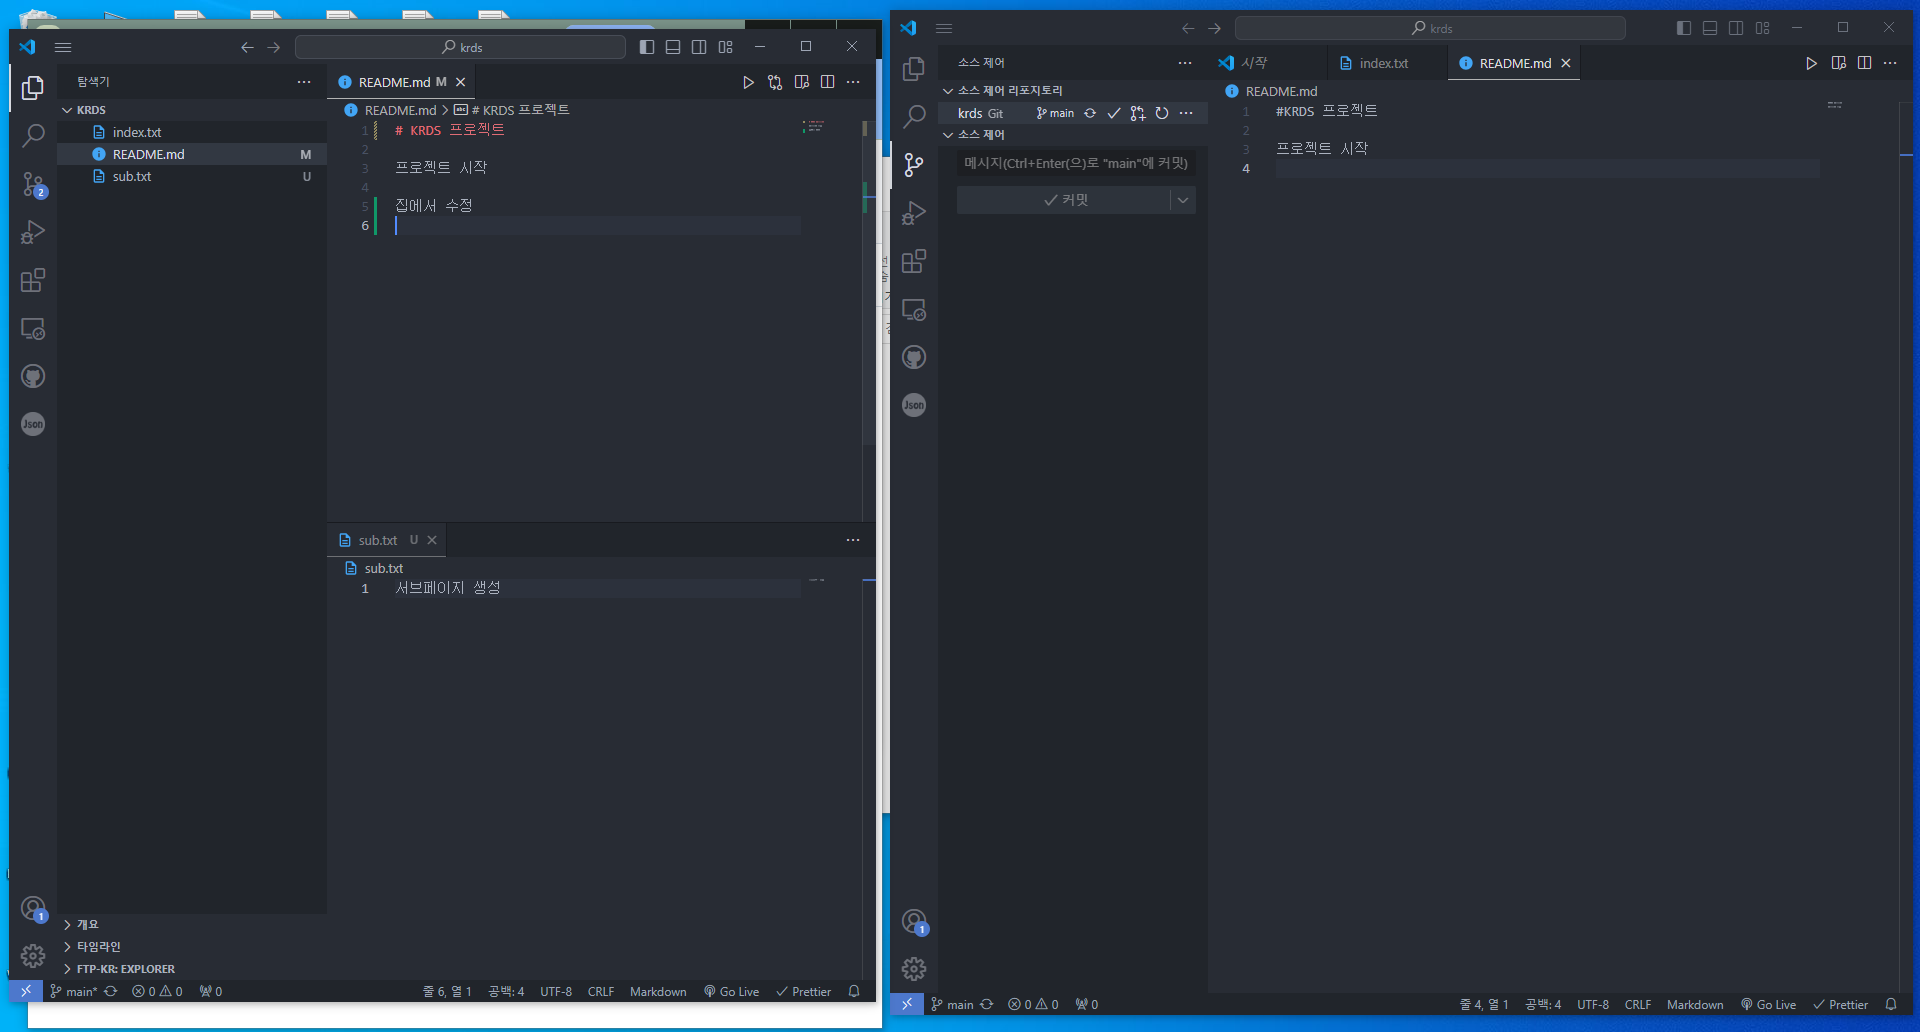 krds
탐색기
KRDS
index.txt
README.md M
sub.txt U
2
Json
1
개요
타임라인
FTP-KR: EXPLORER
README.md M
README.md > # KRDS 프로젝트
1 # KRDS 프로젝트
2
3 프로젝트 시작
4
5 집에서 수정
6
sub.txt U
sub.txt
1 서브페이지 생성
main* 0 0 0 줄 6, 열 1 공백: 4 UTF-8 CRLF Markdown Go Live Prettier
krds
소스 제어
소스 제어 리포지토리
krds Git main
소스 제어
메시지(Ctrl+Enter(으)로 "main"에 커밋)
커밋
Json
1
시작 index.txt README.md
README.md
1 #KRDS 프로젝트
2
3 프로젝트 시작
4
main 0 0 0 줄 4, 열 1 공백: 4 UTF-8 CRLF Markdown Go Live Prettier